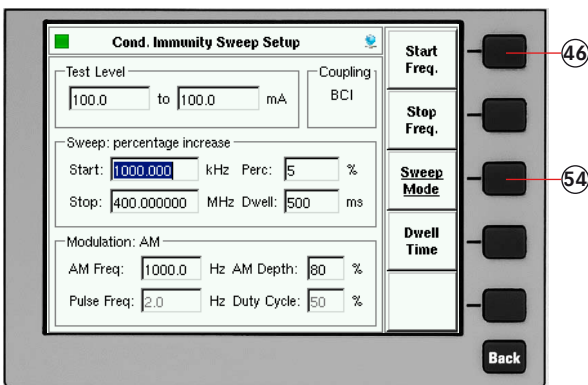 Cond. Immunity Sweep Setup
Test Level
100.0 to 100.0 mA
Coupling
BCI
Sweep: percentage increase
Start: 1000.000 kHz Perc: 5 %
Stop: 400.000000 MHz Dwell: 500 ms
Modulation: AM
AM Freq: 1000.0 Hz AM Depth: 80 %
Pulse Freq: 2.0 Hz Duty Cycle: 50 %
Start
Freq.
Stop
Freq.
Sweep
Mode
Dwell
Time
46
54
Back